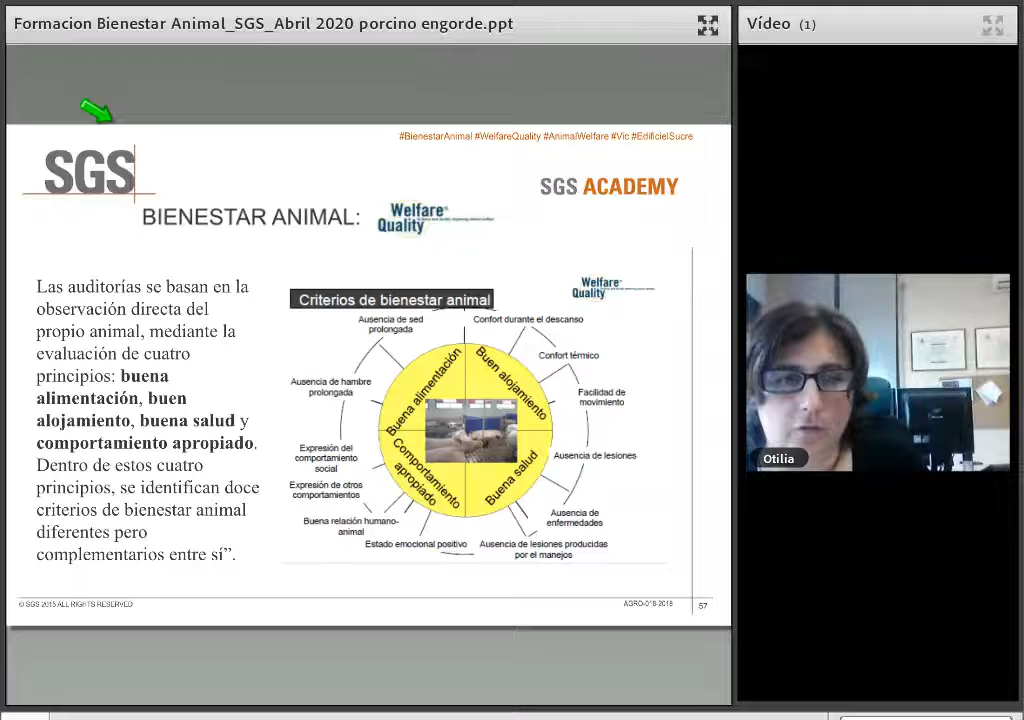 Formacion Bienestar Animal_SGS_Abril 2020 porcino engorde.ppt
Vídeo (1)
#BienestarAnimal #WelfareQuality #AnimalWelfare #Vic #EdificielSucre
SGS
SGS ACADEMY
BIENESTAR ANIMAL:
Welfare
Quality
Las auditorías se basan en la
observación directa del
propio animal, mediante la
evaluación de cuatro
principios: buena
alimentación, buen
alojamiento, buena salud y
comportamiento apropiado.
Dentro de estos cuatro
principios, se identifican doce
criterios de bienestar animal
diferentes pero
complementarios entre sí”.
Welfare
Quality
Criterios de bienestar animal
Ausencia de sed
prolongada
Confort durante el descanso
Confort térmico
Ausencia de hambre
prolongada
Facilidad de
movimiento
Buena alimentación
Buen alojamiento
Expresión del
comportamiento
social
Ausencia de lesiones
Comportamiento
apropiado
Buena salud
Expresión de otros
comportamientos
Buena relación humano-
animal
Ausencia de
enfermedades
Estado emocional positivo
Ausencia de lesiones producidas
por el manejos
Otilia
© SGS 2015 ALL RIGHTS RESERVED
AGRO-018-2018
57